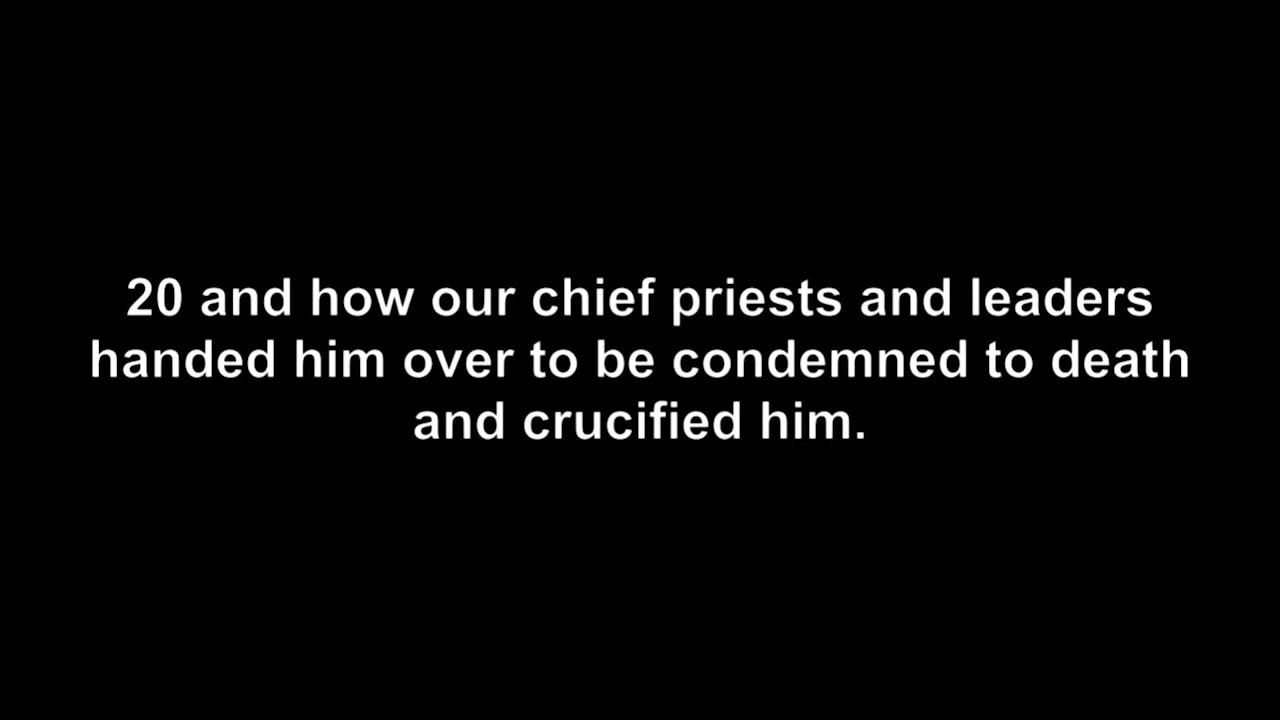 20 and how our chief priests and leaders
handed him over to be condemned to death
and crucified him.